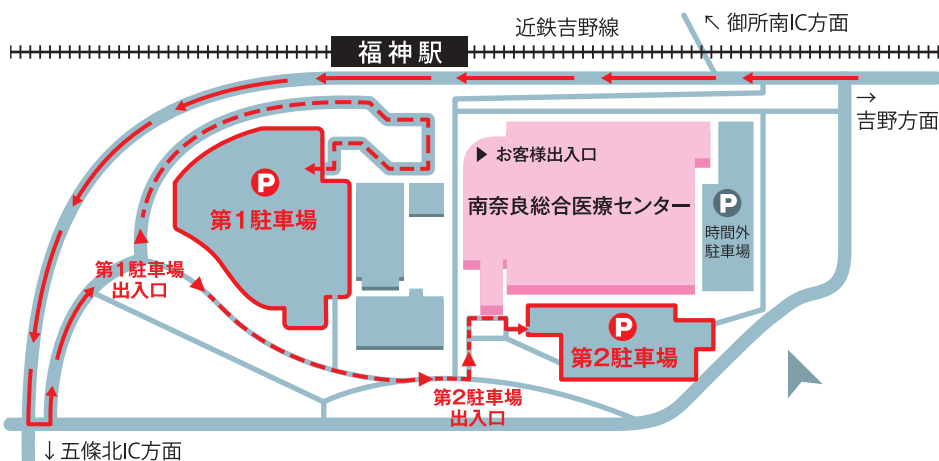 近鉄吉野線
↖ 御所南IC方面
福神駅
→
吉野方面
▶ お客様出入口
P
第1駐車場
南奈良総合医療センター
P
時間外
駐車場
第1駐車場
出入口
P
第2駐車場
第2駐車場
出入口
↓五條北IC方面